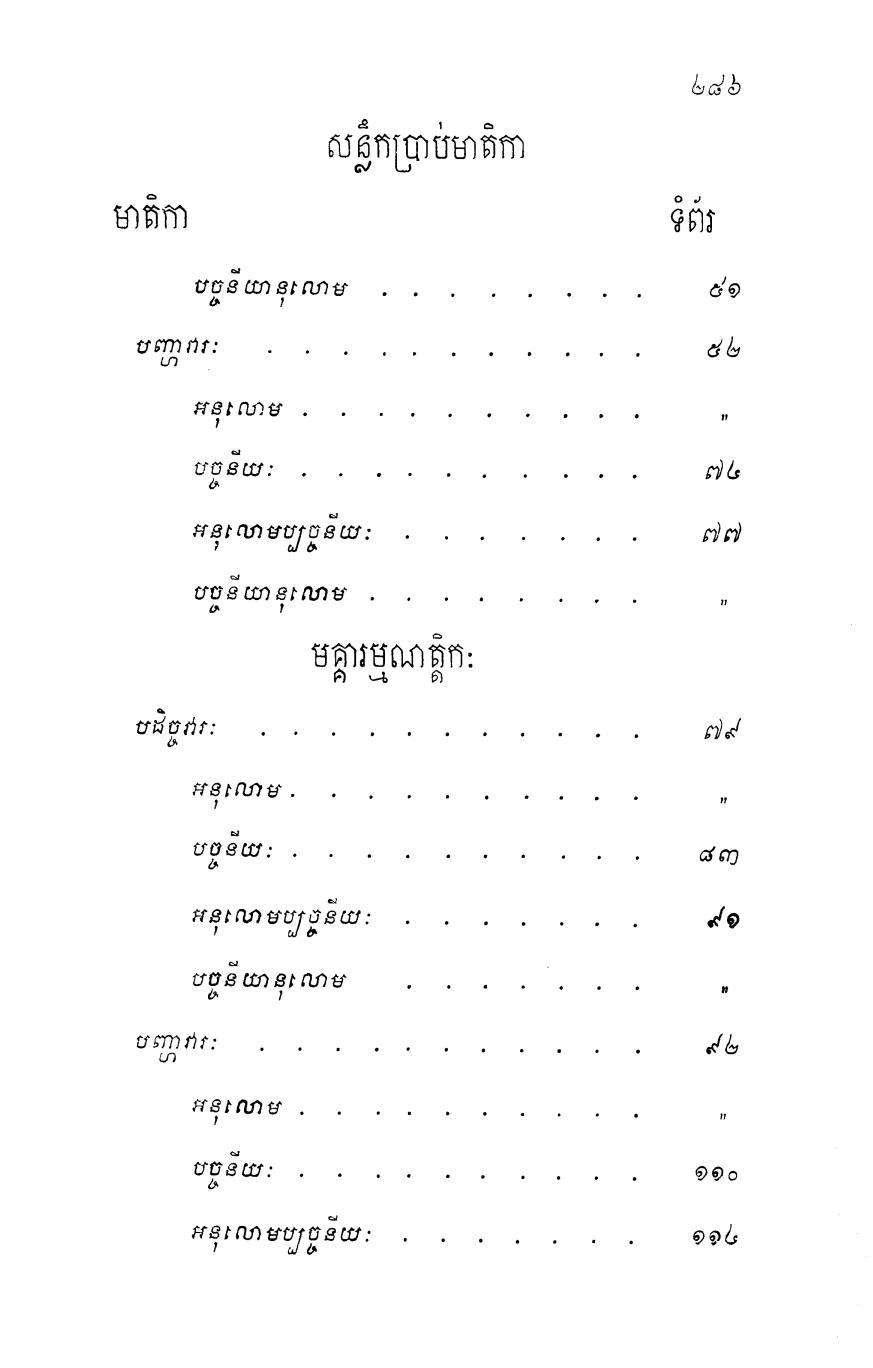 ២៨៦
សន្លឹកប្រាប់មាតិកា
មាតិកា ទំព័រ
បច្ចនីយានុលោម . . . . . . . . ៥១
បញ្ហាវារៈ . . . . . . . . . . . ៥២
អនុលោម . . . . . . . . . . "
បច្ចនីយៈ . . . . . . . . . . ៧៤
អនុលោមប្បច្ចនីយៈ . . . . . . . ៧៧
បច្ចនីយានុលោម . . . . . . . . "
មគ្គារម្មណត្តិកៈ
បដិច្ចវារៈ . . . . . . . . . . . ៧៩
អនុលោម . . . . . . . . . . "
បច្ចនីយៈ . . . . . . . . . . ៨៣
អនុលោមប្បច្ចនីយៈ . . . . . . . ៩១
បច្ចនីយានុលោម . . . . . . . "
បញ្ហាវារៈ . . . . . . . . . . . ៩២
អនុលោម . . . . . . . . . . "
បច្ចនីយៈ . . . . . . . . . . ១១០
អនុលោមប្បច្ចនីយៈ . . . . . . . ១១៤